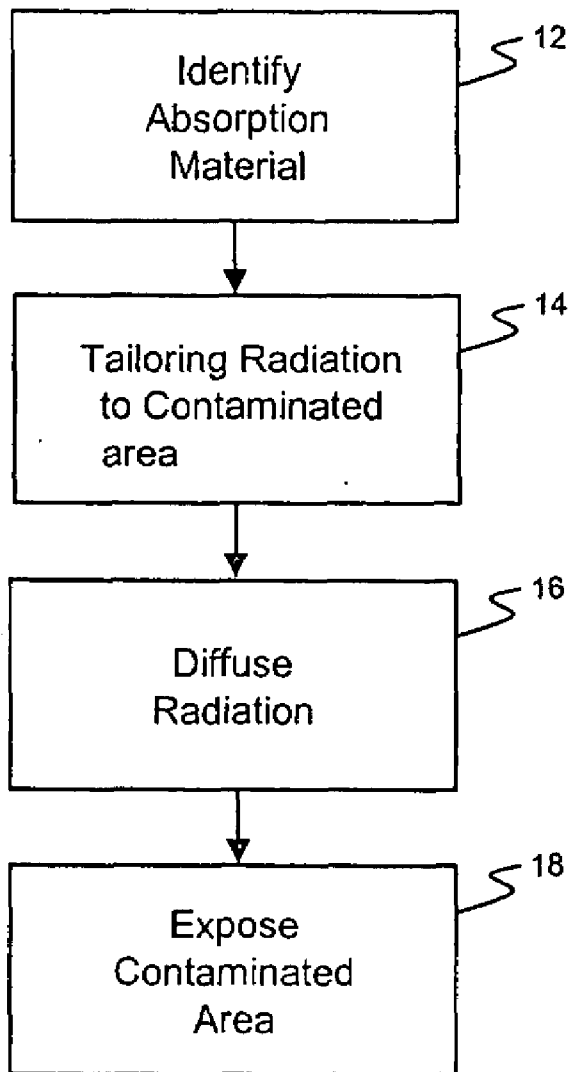 12
Identify
Absorption
Material
14
Tailoring Radiation
to Contaminated
area
16
Diffuse
Radiation
18
Expose
Contaminated
Area